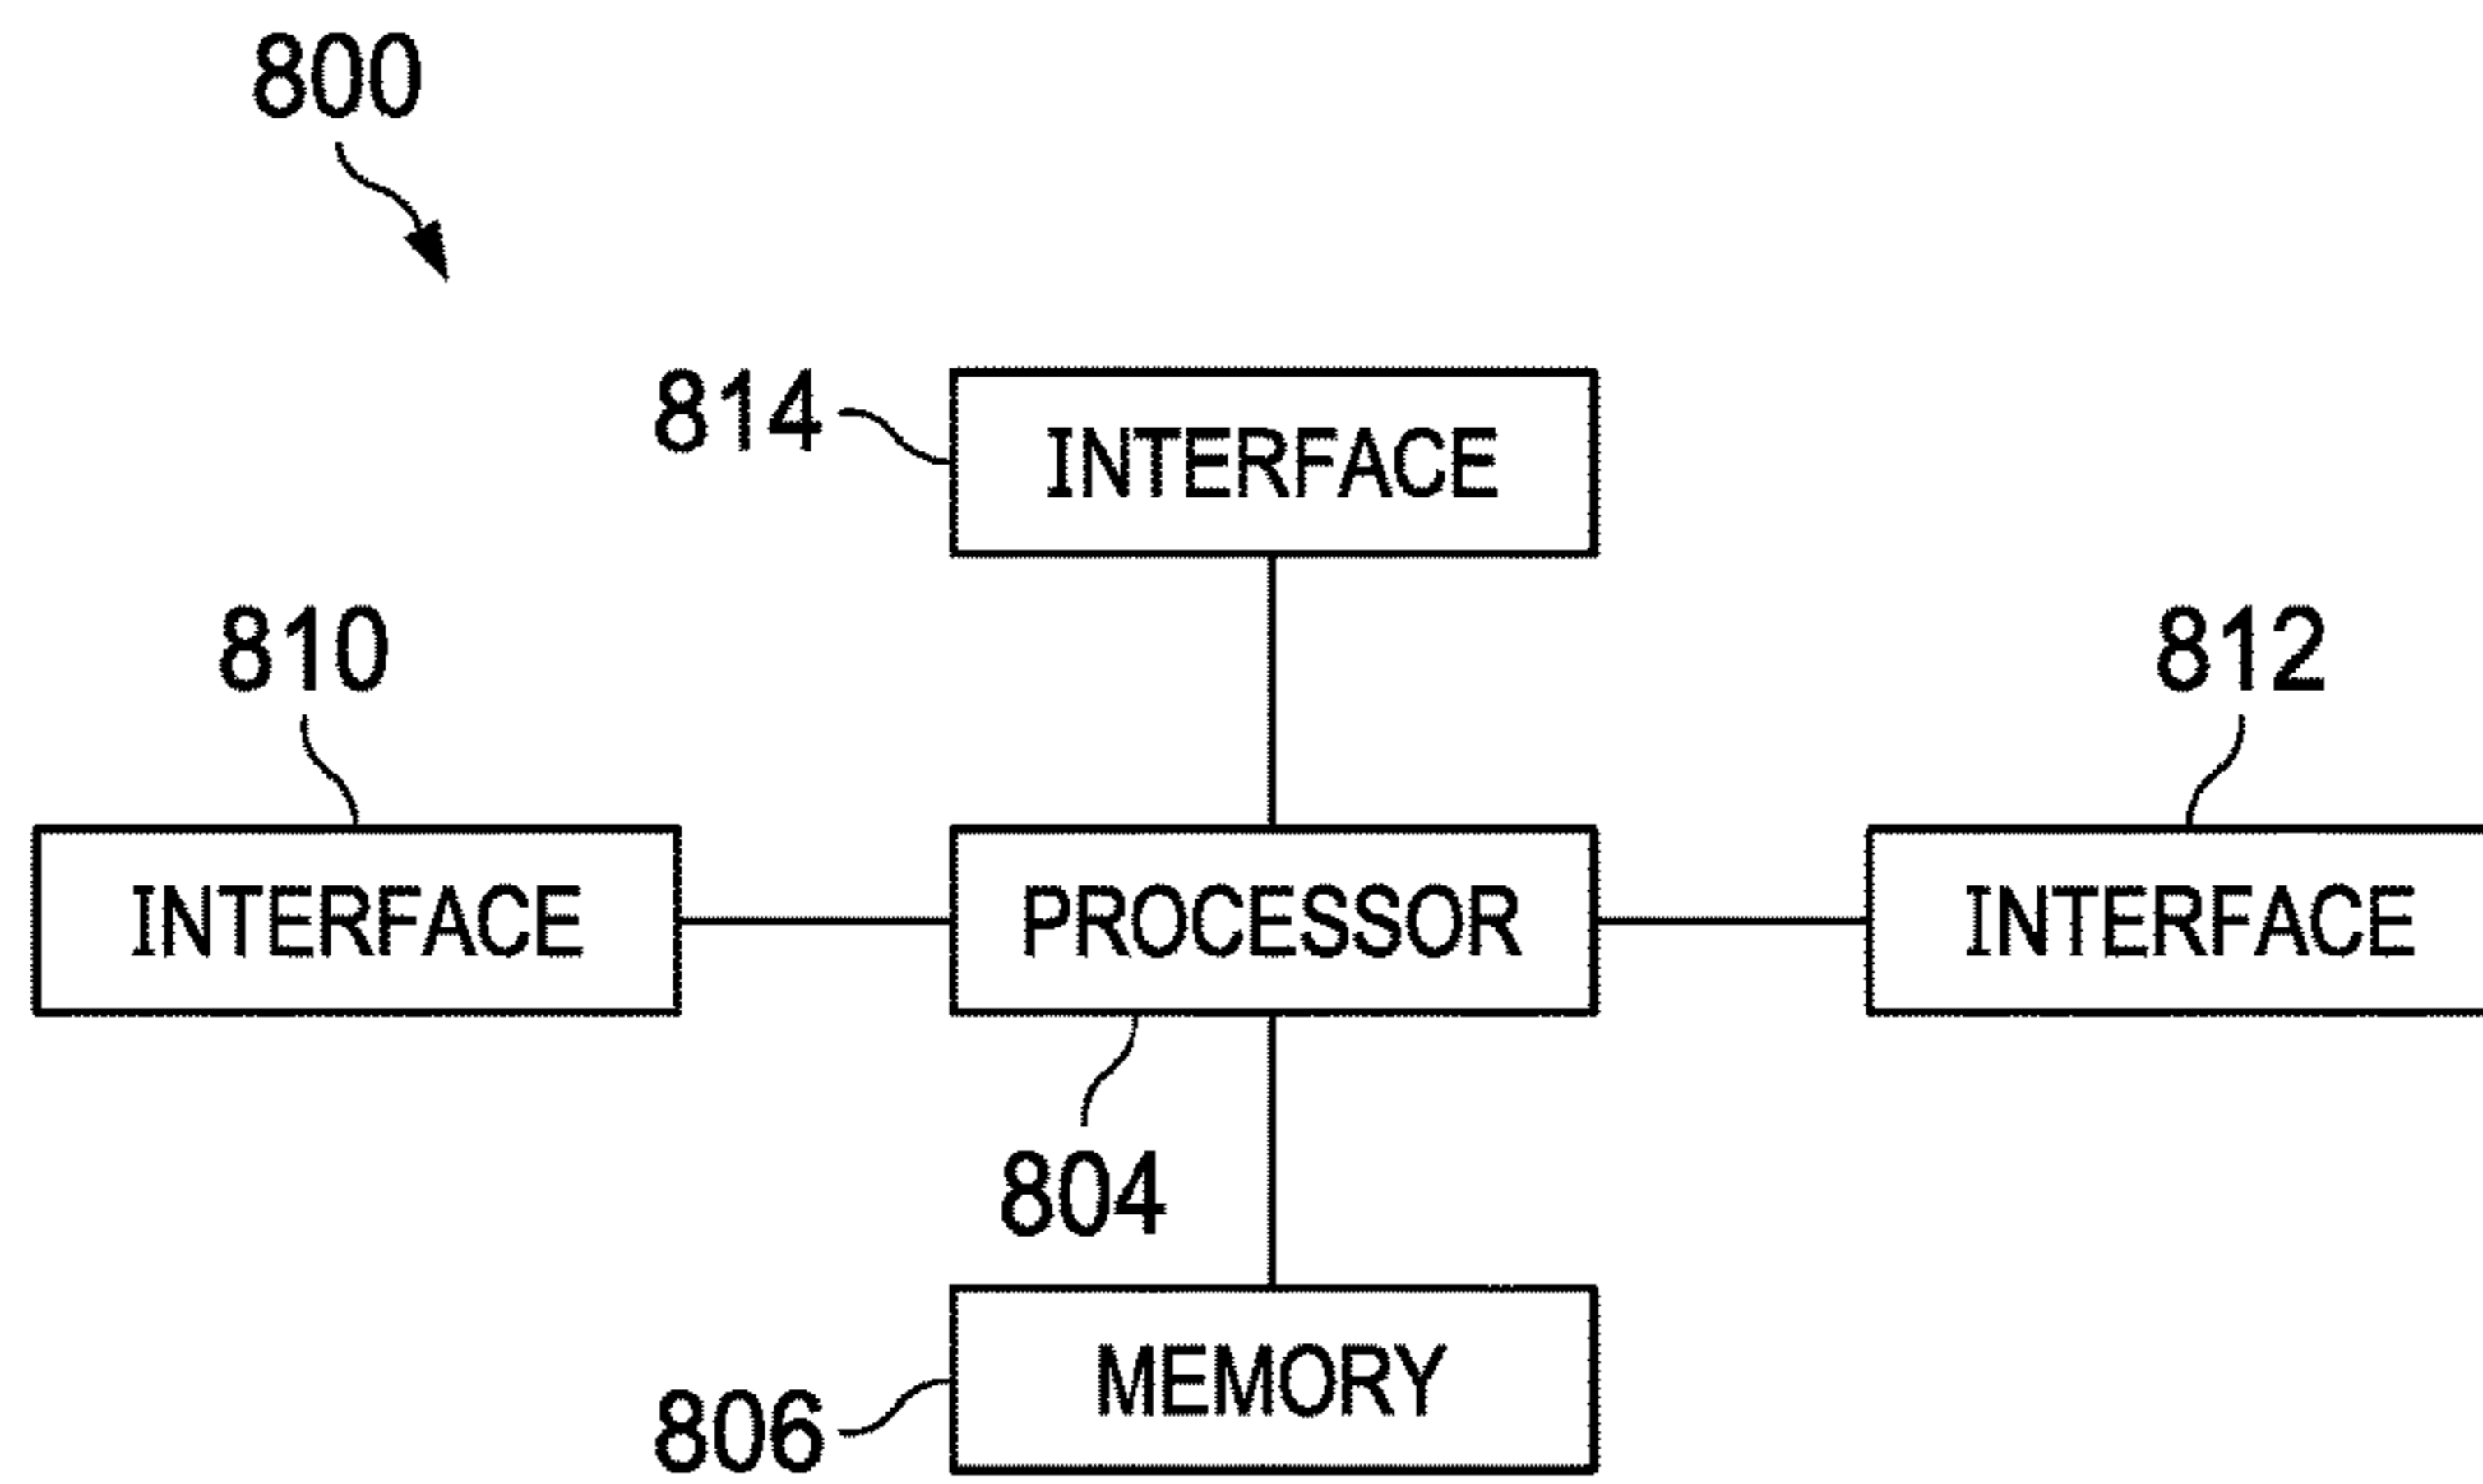 800
814
INTERFACE
810
812
INTERFACE
PROCESSOR
INTERFACE
804
MEMORY
806